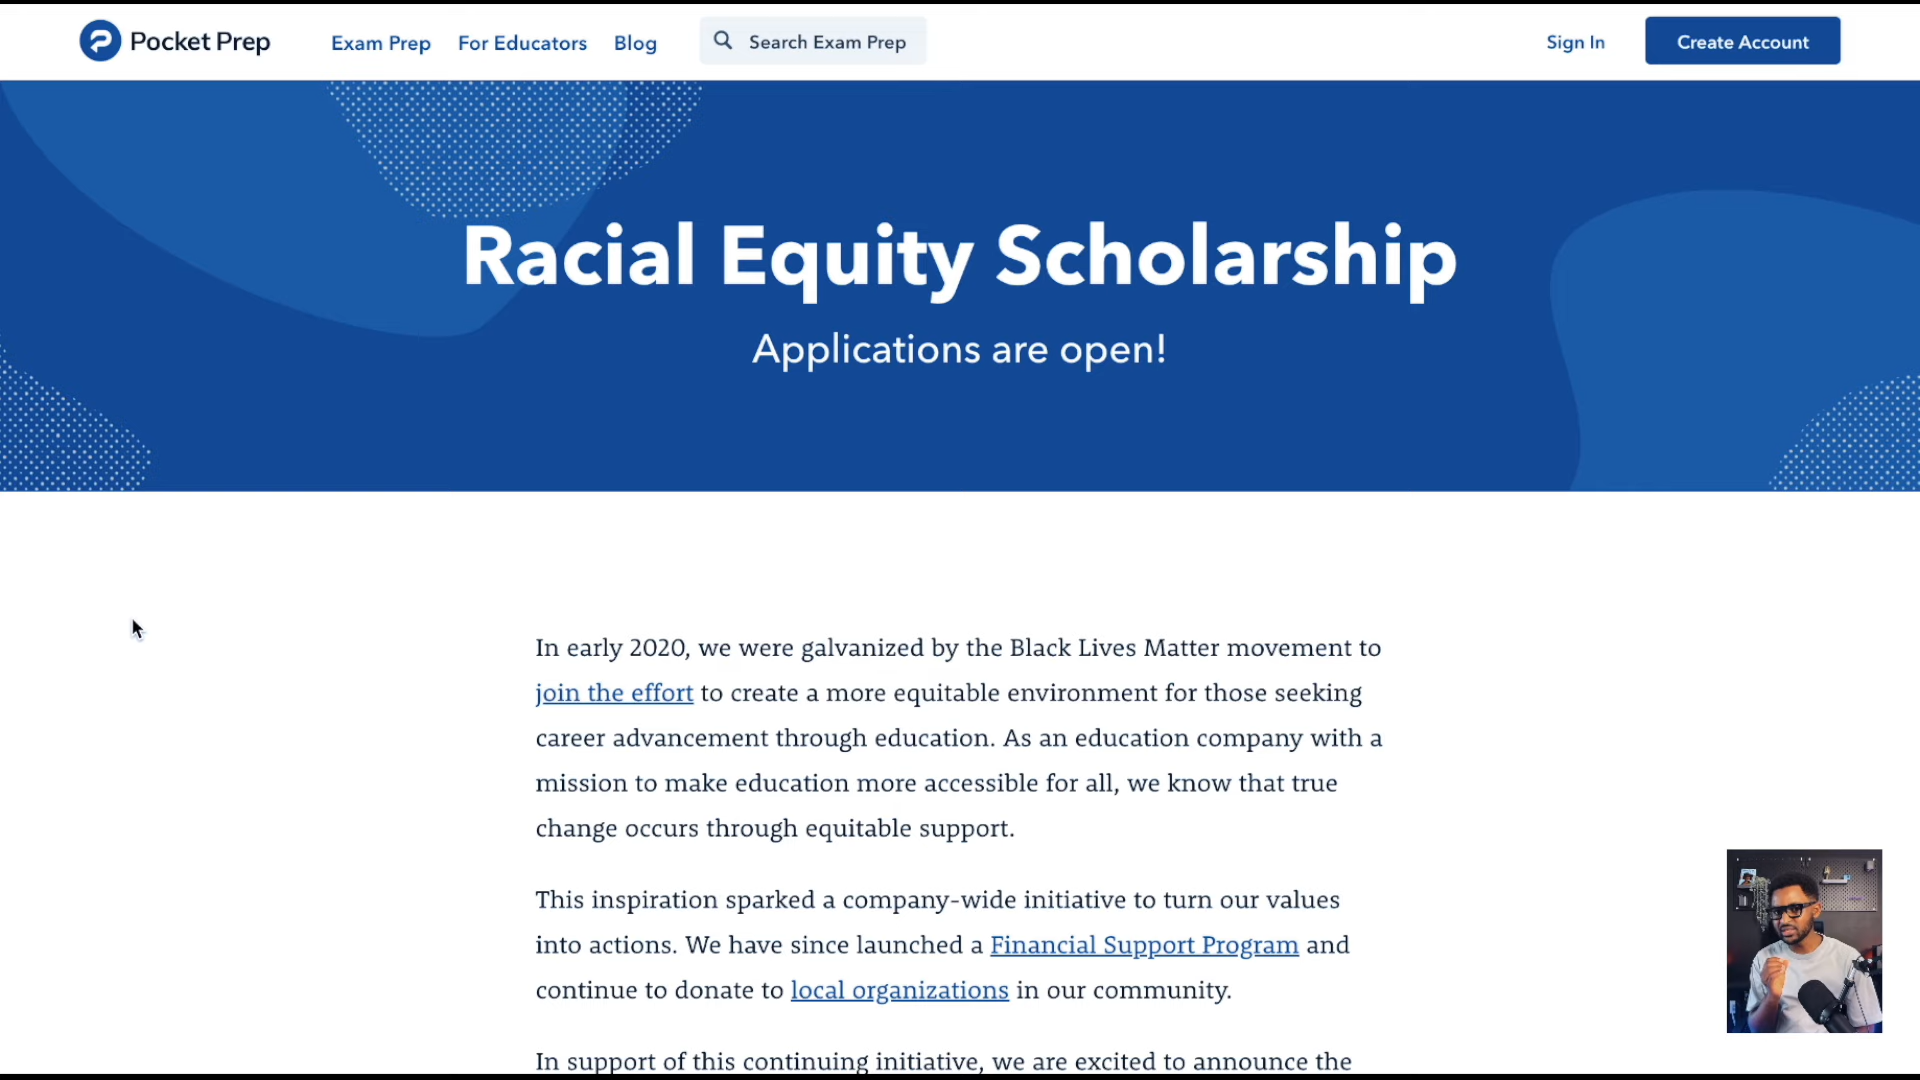 Pocket Prep
Exam Prep
For Educators
Blog
Search Exam Prep
Sign In
Create Account
Racial Equity Scholarship
Applications are open!
In early 2020, we were galvanized by the Black Lives Matter movement to
join the effort to create a more equitable environment for those seeking
career advancement through education. As an education company with a
mission to make education more accessible for all, we know that true
change occurs through equitable support.
This inspiration sparked a company-wide initiative to turn our values
into actions. We have since launched a Financial Support Program and
continue to donate to local organizations in our community.
In support of this continuing initiative, we are excited to announce the